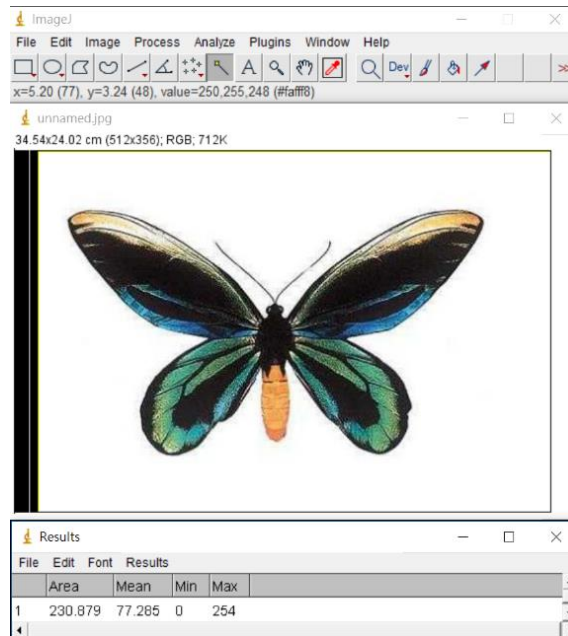 ImageJ
File Edit Image Process Analyze Plugins Window Help
A Dev >>
x=5.20 (77), y=3.24 (48), value=250,255,248 (#fafff8)
unnamed.jpg
34.54x24.02 cm (512x356); RGB; 712K
Results
File Edit Font Results
Area Mean Min Max
1 230.879 77.285 0 254